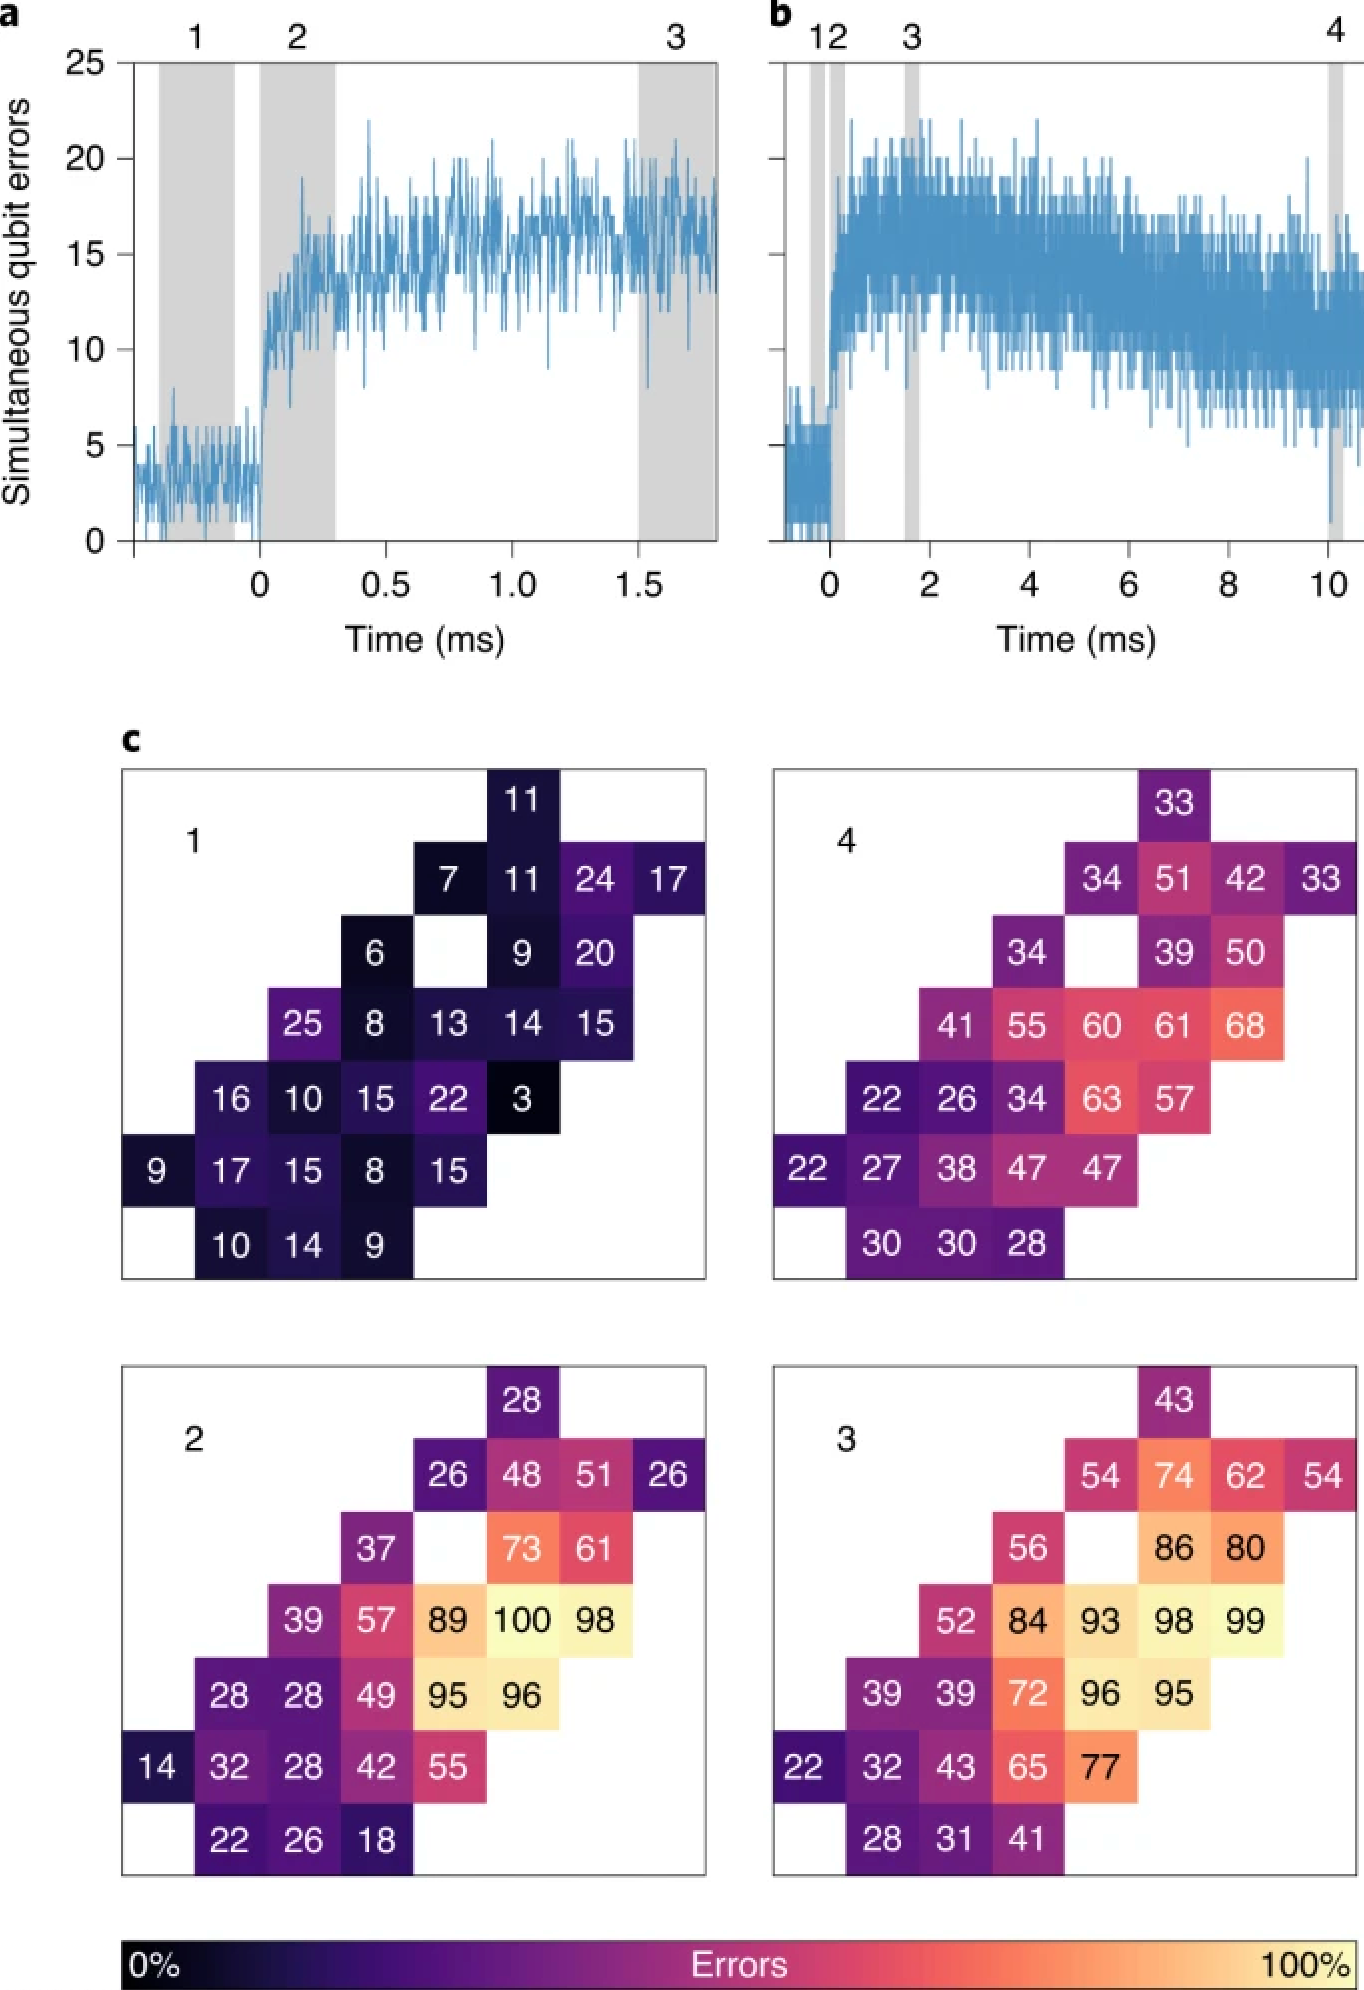 a
b
1 2 3
12 3 4
25
20
15
10
5
0
Simultaneous qubit errors
0 0.5 1.0 1.5
0 2 4 6 8 10
Time (ms)
Time (ms)
c
1
11
7 11 24 17
6 9 20
25 8 13 14 15
16 10 15 22 3
9 17 15 8 15
10 14 9
4
33
34 51 42 33
34 39 50
41 55 60 61 68
22 26 34 63 57
22 27 38 47 47
30 30 28
2
28
26 48 51 26
37 73 61
39 57 89 100 98
28 28 49 95 96
14 32 28 42 55
22 26 18
3
43
54 74 62 54
56 86 80
52 84 93 98 99
39 39 72 96 95
22 32 43 65 77
28 31 41
0% Errors 100%